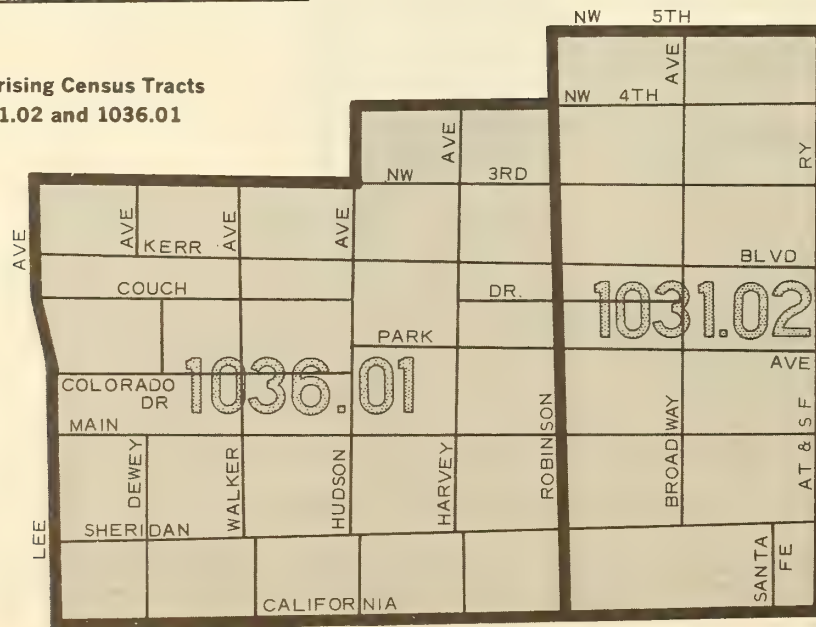 NW 5TH
rising Census Tracts
1.02 and 1036.01
AVE
NW 4TH
AVE
NW 3RD
RY
AVE
AVE
KERR
AVE
AVE
BLVD
COUCH
DR.
1031.02
PARK
AVE
1036.01
COLORADO
DR
MAIN
DEWEY
WALKER
HUDSON
HARVEY
ROBINSON
BROADWAY
AT & SF
LEE
SHERIDAN
SANTA
FE
CALIFORNIA